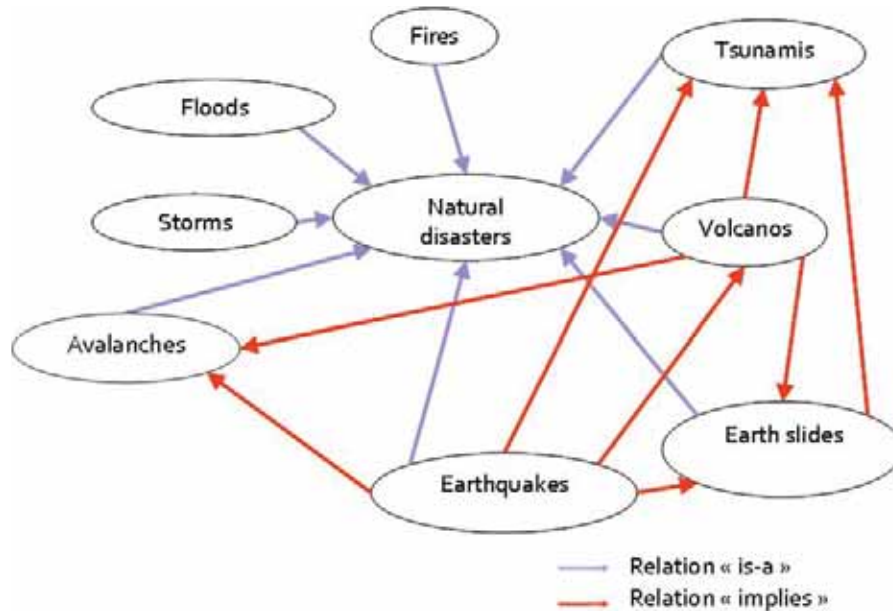 Fires
Tsunamis
Floods
Natural
disasters
Storms
Volcanos
Avalanches
Earth slides
Earthquakes
Relation « is-a »
Relation « implies »